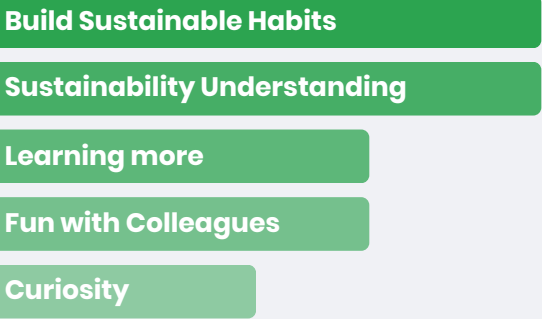 Build Sustainable Habits
Sustainability Understanding
Learning more
Fun with Colleagues
Curiosity